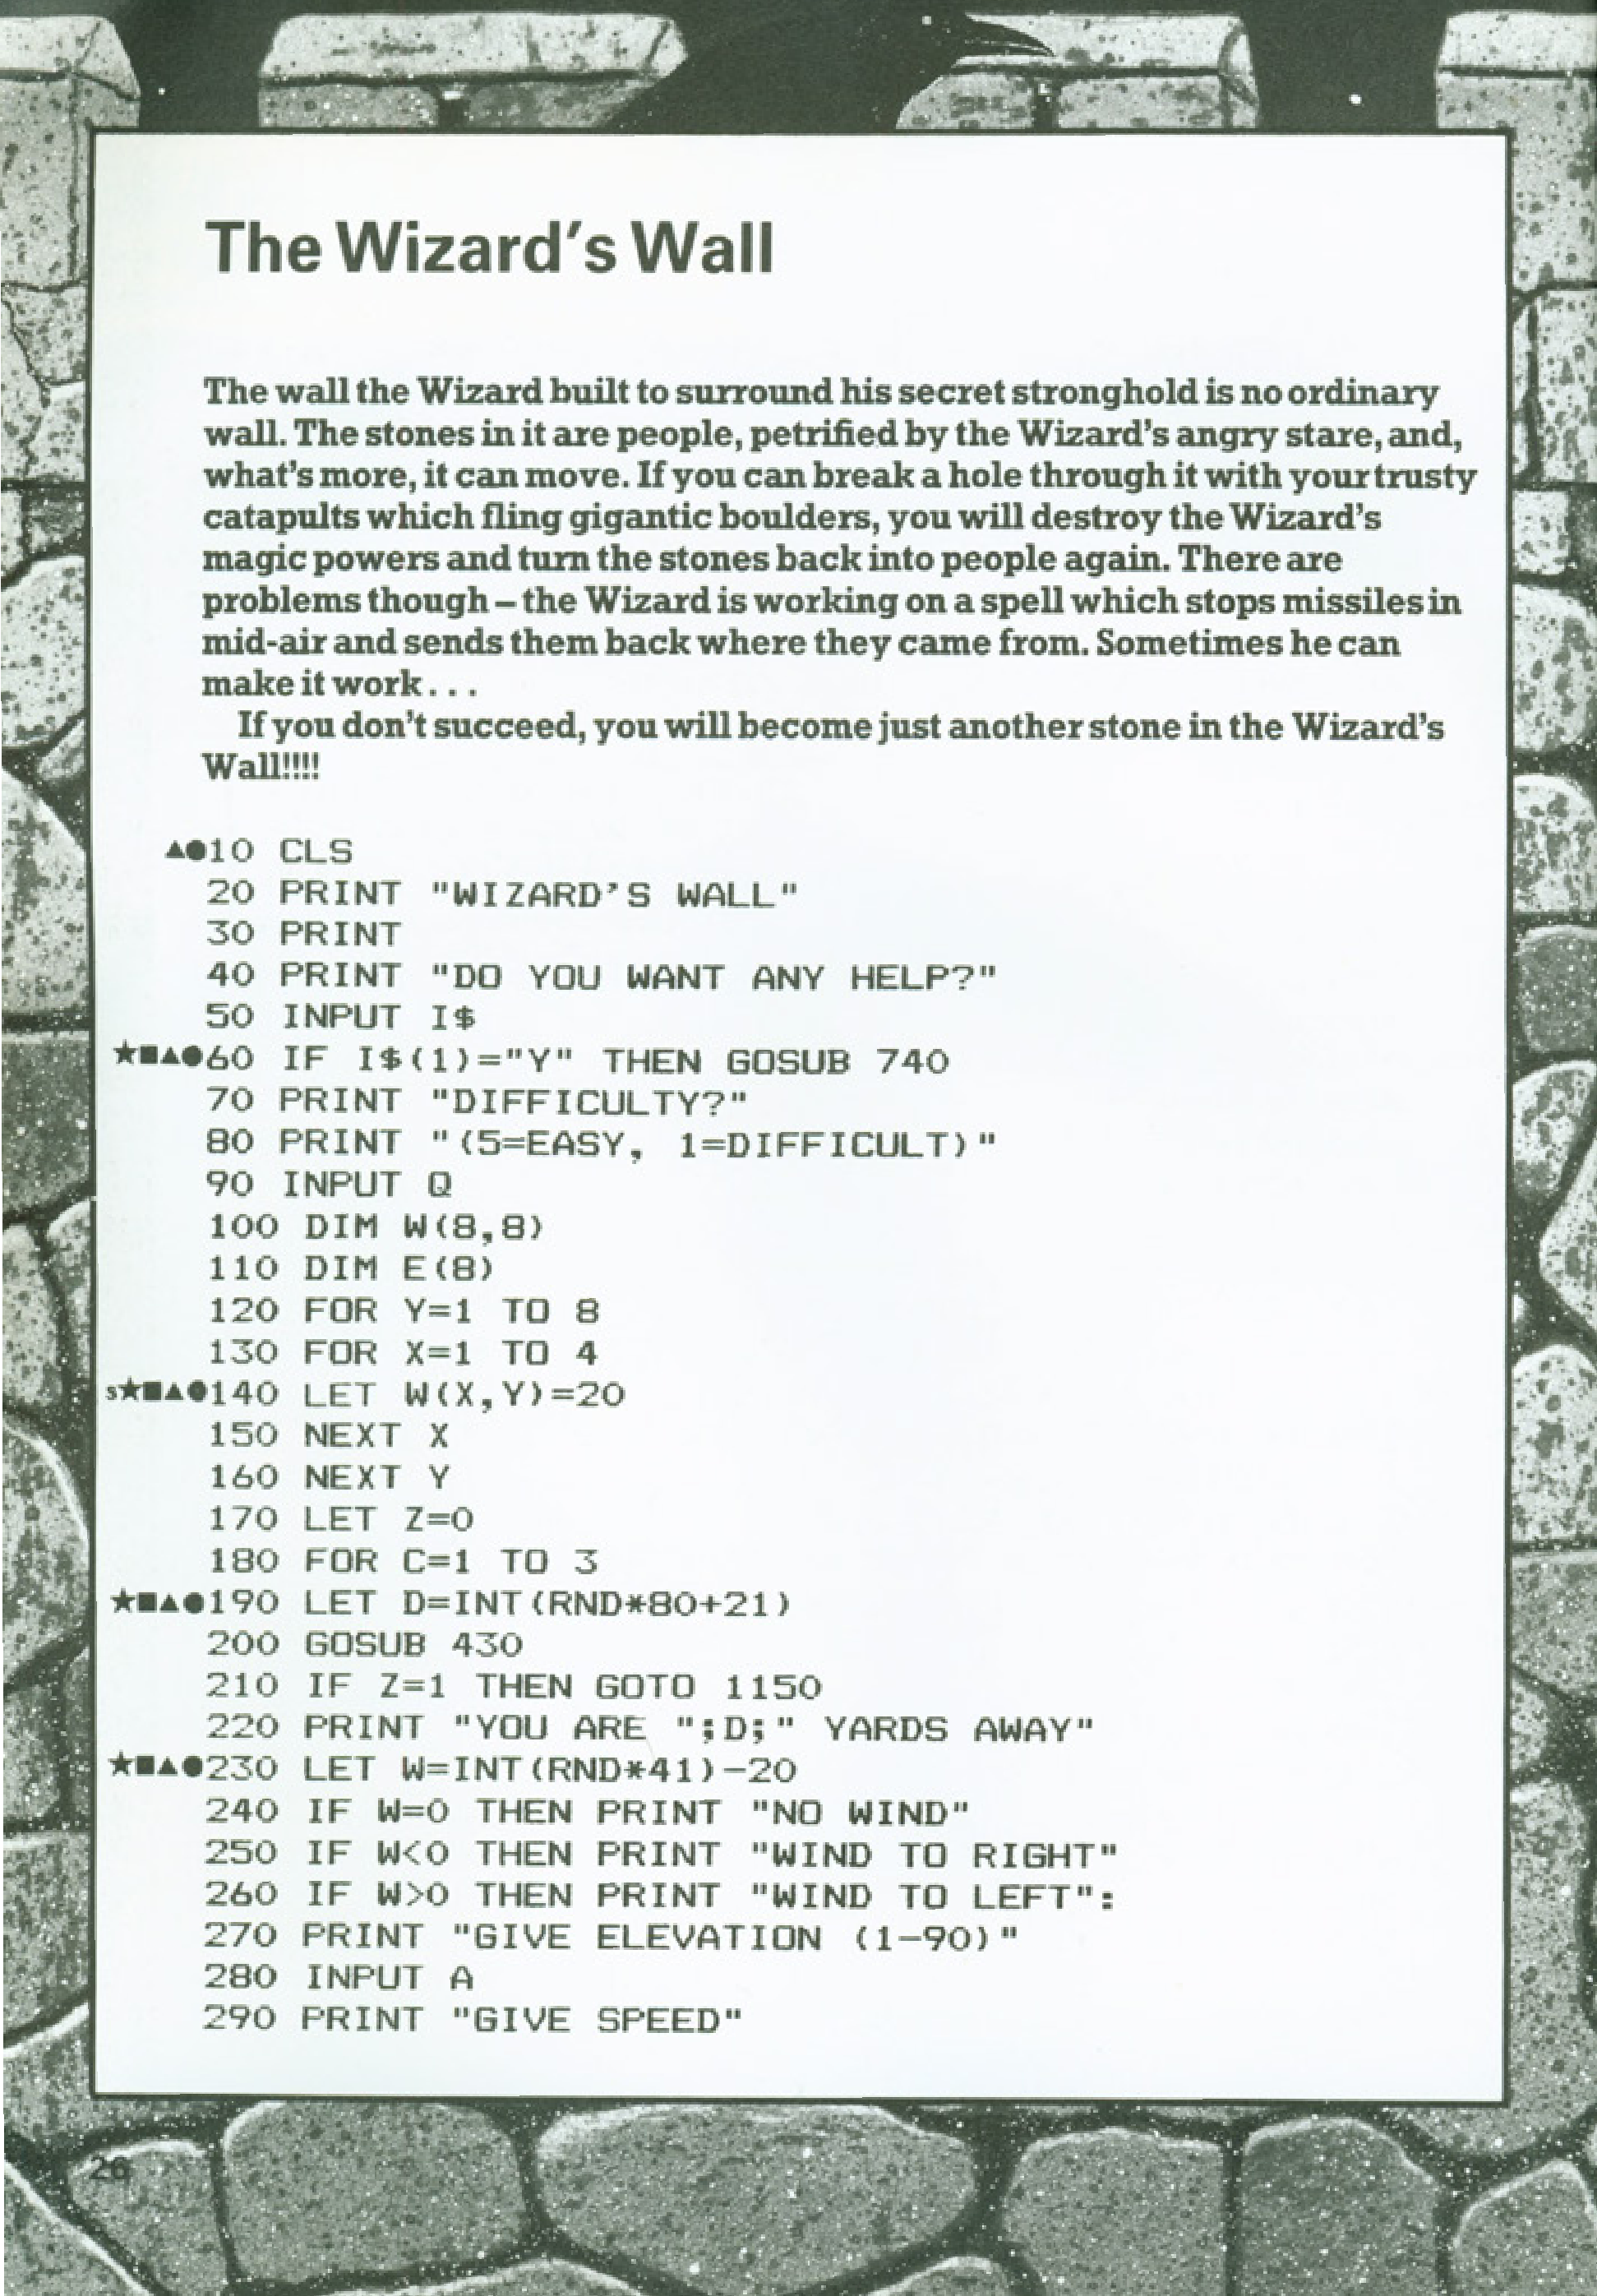 The Wizard's Wall
The wall the Wizard built to surround his secret stronghold is no ordinary
wall. The stones in it are people, petrified by the Wizard's angry stare, and,
what's more, it can move. If you can break a hole through it with your trusty
catapults which fling gigantic boulders, you will destroy the Wizard's
magic powers and turn the stones back into people again. There are
problems though – the Wizard is working on a spell which stops missiles in
mid-air and sends them back where they came from. Sometimes he can
make it work . . .
If you don't succeed, you will become just another stone in the Wizard's
Wall!!!!
▲●10 CLS
20 PRINT "WIZARD'S WALL"
30 PRINT
40 PRINT "DO YOU WANT ANY HELP?"
50 INPUT I$
★■▲●60 IF I$(1)="Y" THEN GOSUB 740
70 PRINT "DIFFICULTY?"
80 PRINT "(5=EASY, 1=DIFFICULT)"
90 INPUT Q
100 DIM W(8,8)
110 DIM E(8)
120 FOR Y=1 TO 8
130 FOR X=1 TO 4
s★■▲●140 LET W(X,Y)=20
150 NEXT X
160 NEXT Y
170 LET Z=0
180 FOR C=1 TO 3
★■▲●190 LET D=INT(RND*80+21)
200 GOSUB 430
210 IF Z=1 THEN GOTO 1150
220 PRINT "YOU ARE ";D;" YARDS AWAY"
★■▲●230 LET W=INT(RND*41)-20
240 IF W=0 THEN PRINT "NO WIND"
250 IF W<0 THEN PRINT "WIND TO RIGHT"
260 IF W>0 THEN PRINT "WIND TO LEFT":
270 PRINT "GIVE ELEVATION (1-90)"
280 INPUT A
290 PRINT "GIVE SPEED"
26